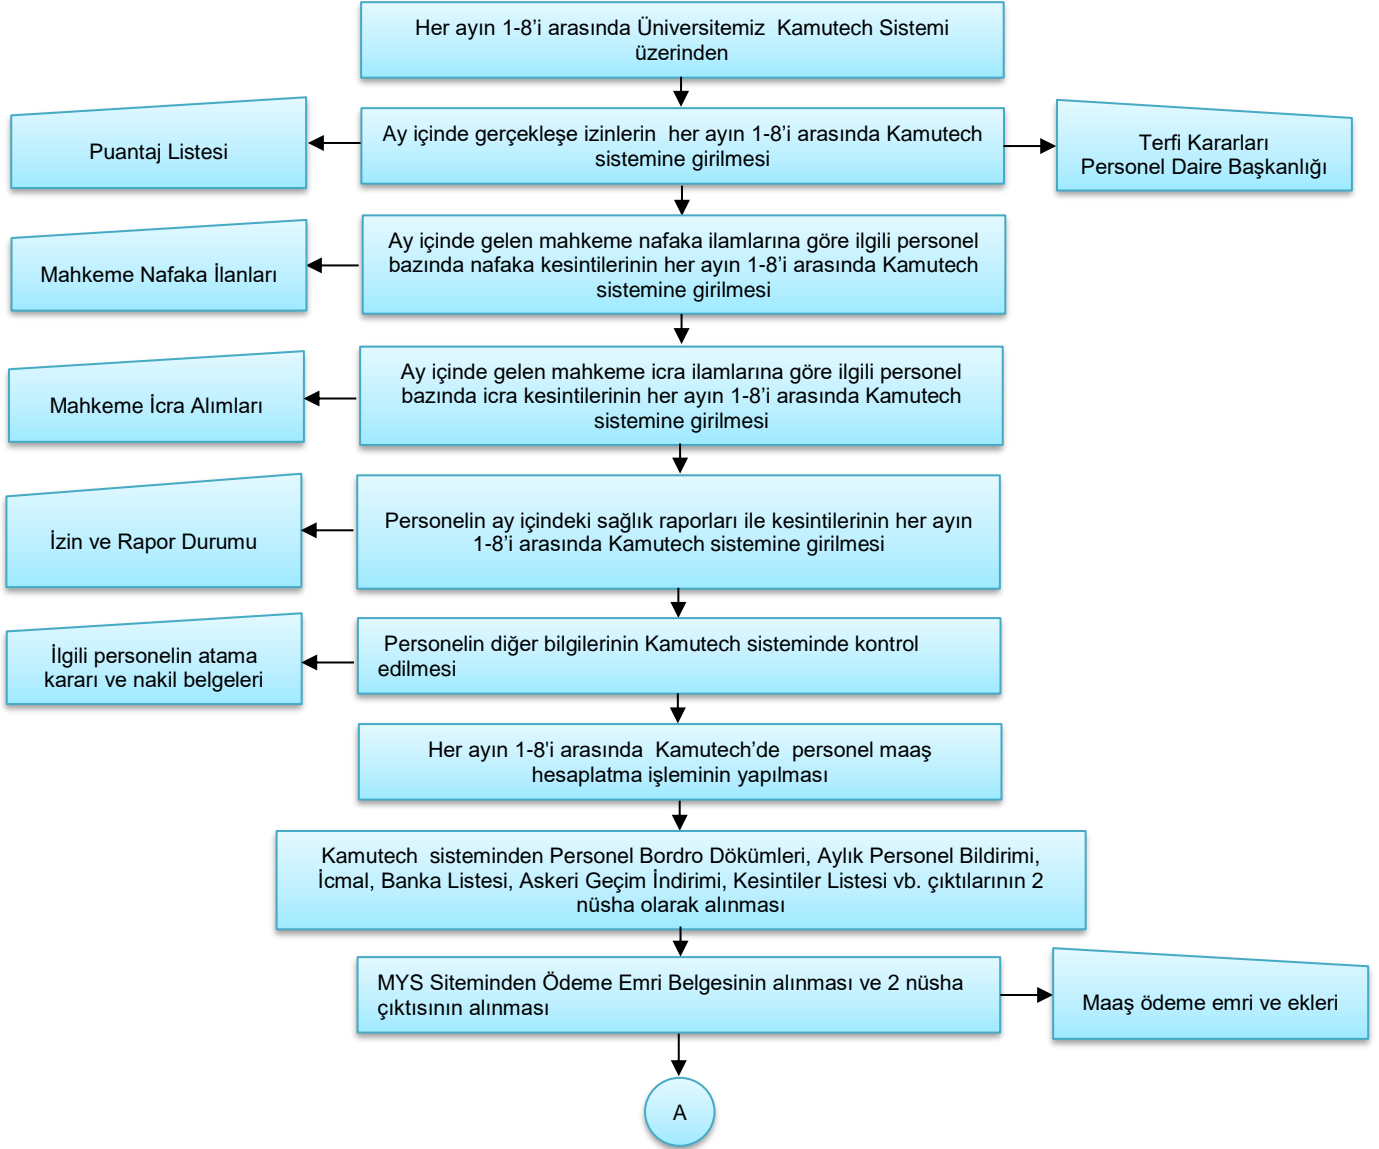 Her ayın 1-8’i arasında Üniversitemiz  Kamutech Sistemi
üzerinden
Puantaj Listesi
Ay içinde gerçekleşe izinlerin  her ayın 1-8’i arasında Kamutech
sistemine girilmesi
Terfi Kararları
Personel Daire Başkanlığı
Mahkeme Nafaka İlanları
Ay içinde gelen mahkeme nafaka ilamlarına göre ilgili personel
bazında nafaka kesintilerinin her ayın 1-8’i arasında Kamutech
sistemine girilmesi
Mahkeme İcra Alımları
Ay içinde gelen mahkeme icra ilamlarına göre ilgili personel
bazında icra kesintilerinin her ayın 1-8’i arasında Kamutech
sistemine girilmesi
İzin ve Rapor Durumu
Personelin ay içindeki sağlık raporları ile kesintilerinin her ayın
1-8’i arasında Kamutech sistemine girilmesi
İlgili personelin atama
kararı ve nakil belgeleri
Personelin diğer bilgilerinin Kamutech sisteminde kontrol
edilmesi
Her ayın 1-8'i arasında  Kamutech’de  personel maaş
hesaplatma işleminin yapılması
Kamutech  sisteminden Personel Bordro Dökümleri, Aylık Personel Bildirimi,
İcmal, Banka Listesi, Askeri Geçim İndirimi, Kesintiler Listesi vb. çıktılarının 2
nüsha olarak alınması
MYS Siteminden Ödeme Emri Belgesinin alınması ve 2 nüsha
çıktısının alınması
Maaş ödeme emri ve ekleri
A